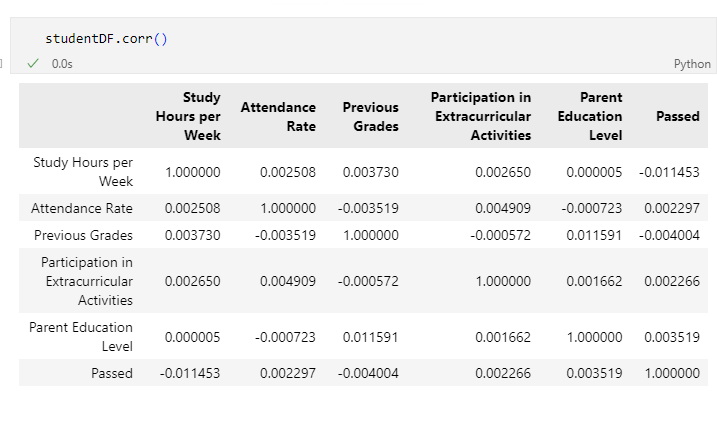 studentDF.corr()
0.0s Python
Study Hours per Week Attendance Rate Previous Grades Participation in Extracurricular Activities Parent Education Level Passed
Study Hours per Week 1.000000 0.002508 0.003730 0.002650 0.000005 -0.011453
Attendance Rate 0.002508 1.000000 -0.003519 0.004909 -0.000723 0.002297
Previous Grades 0.003730 -0.003519 1.000000 -0.000572 0.011591 -0.004004
Participation in Extracurricular Activities 0.002650 0.004909 -0.000572 1.000000 0.001662 0.002266
Parent Education Level 0.000005 -0.000723 0.011591 0.001662 1.000000 0.003519
Passed -0.011453 0.002297 -0.004004 0.002266 0.003519 1.000000